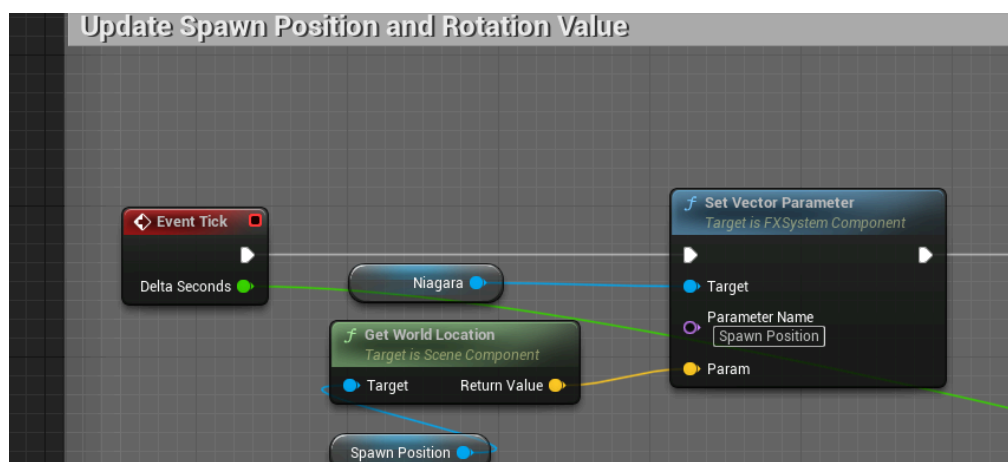 Update Spawn Position and Rotation Value
Event Tick
Delta Seconds
Niagara
f Get World Location
Target is Scene Component
Target
Return Value
Spawn Position
f Set Vector Parameter
Target is FXSystem Component
Target
Parameter Name
Spawn Position
Param